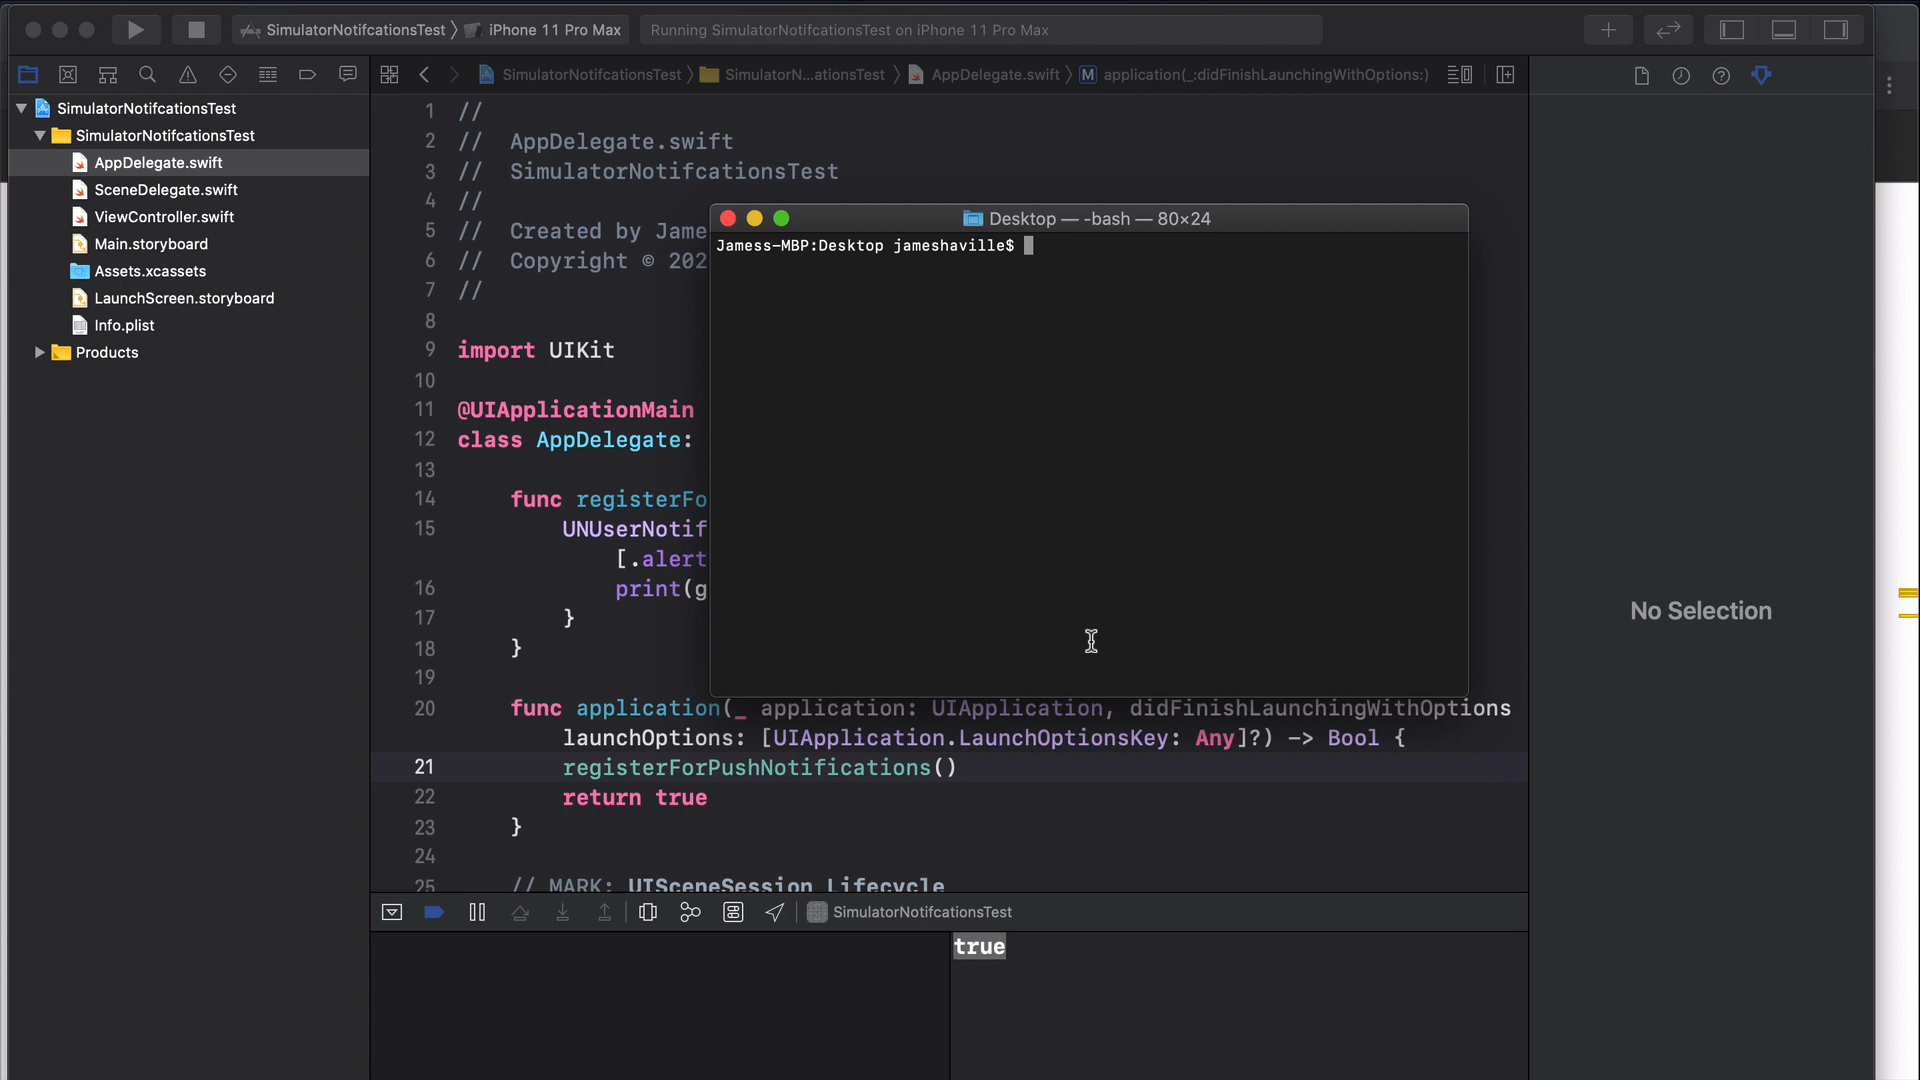 SimulatorNotifcationsTest
iPhone 11 Pro Max
Running SimulatorNotifcationsTest on iPhone 11 Pro Max
SimulatorNotifcationsTest
SimulatorN...ationsTest
AppDelegate.swift
M
application(_:didFinishLaunchingWithOptions:)
SimulatorNotifcationsTest
SimulatorNotifcationsTest
AppDelegate.swift
SceneDelegate.swift
ViewController.swift
Main.storyboard
Assets.xcassets
LaunchScreen.storyboard
Info.plist
Products
1 //
2 // AppDelegate.swift
3 // SimulatorNotifcationsTest
4 //
5 // Created by Jame
6 // Copyright © 202
7 //
8
9 import UIKit
10
11 @UIApplicationMain
12 class AppDelegate:
13
14 func registerFo
15 UNUserNotif
[.alert
16 print(g
17 }
18 }
19
20 func application(_ application: UIApplication, didFinishLaunchingWithOptions
launchOptions: [UIApplication.LaunchOptionsKey: Any]?) -> Bool {
21 registerForPushNotifications()
22 return true
23 }
24
25 // MARK: UISceneSession Lifecycle
Desktop — -bash — 80×24
Jamess-MBP:Desktop jameshaville$
No Selection
SimulatorNotifcationsTest
true